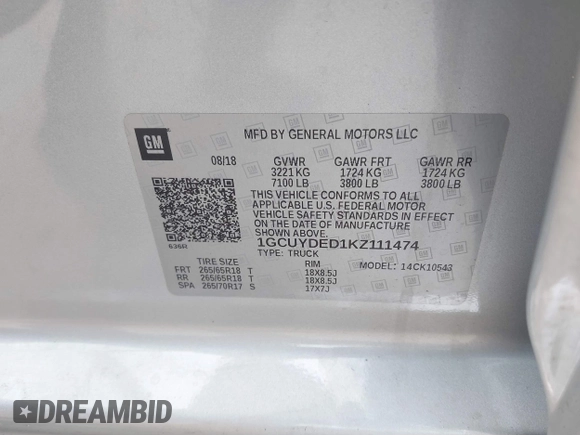 GM
MFD BY GENERAL MOTORS LLC
08/18 GVWR GAWR FRT GAWR RR
3221 KG 1724 KG 1724 KG
7100 LB 3800 LB 3800 LB
THIS VEHICLE CONFORMS TO ALL
APPLICABLE U.S. FEDERAL MOTOR
VEHICLE SAFETY STANDARDS IN EFFECT
ON THE DATE OF MANUFACTURE
SHOWN ABOVE.
636R 1GCUYDED1KZ111474
TYPE: TRUCK MODEL: 14CK10543
TIRE SIZE RIM
FRT 265/65R18 T 18X8.5J
RR 265/65R18 T 18X8.5J
SPA 265/70R17 S 17X7J
DREAMBID